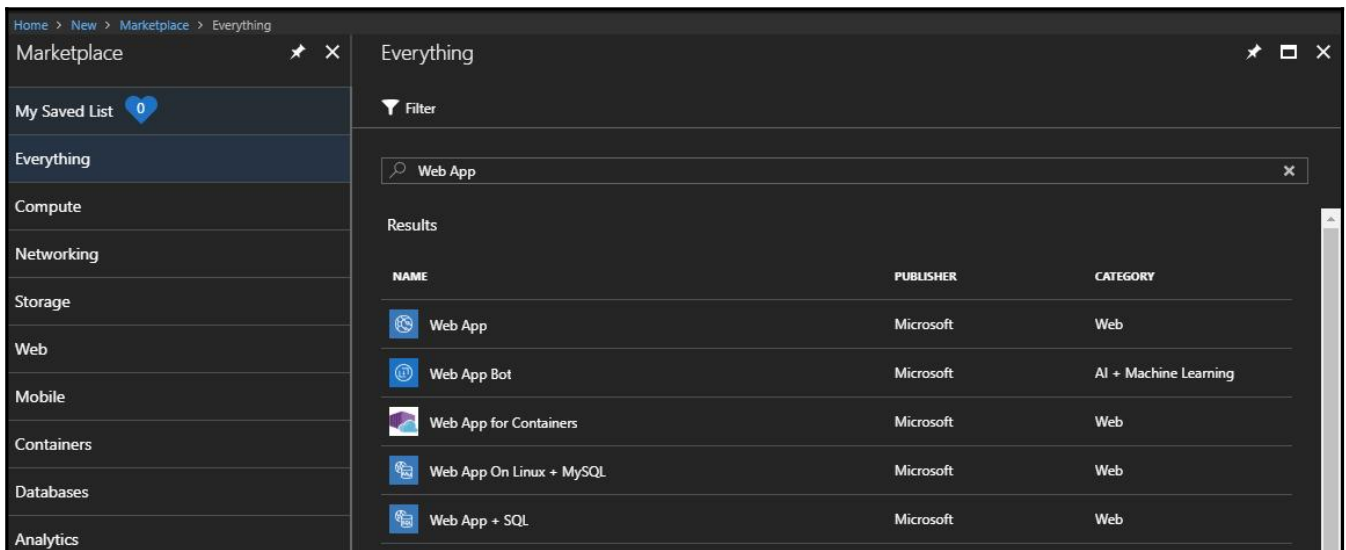 Home > New > Marketplace > Everything
Marketplace
My Saved List 0
Everything
Compute
Networking
Storage
Web
Mobile
Containers
Databases
Analytics
Everything
Filter
Web App
Results
NAME PUBLISHER CATEGORY
Web App Microsoft Web
Web App Bot Microsoft AI + Machine Learning
Web App for Containers Microsoft Web
Web App On Linux + MySQL Microsoft Web
Web App + SQL Microsoft Web